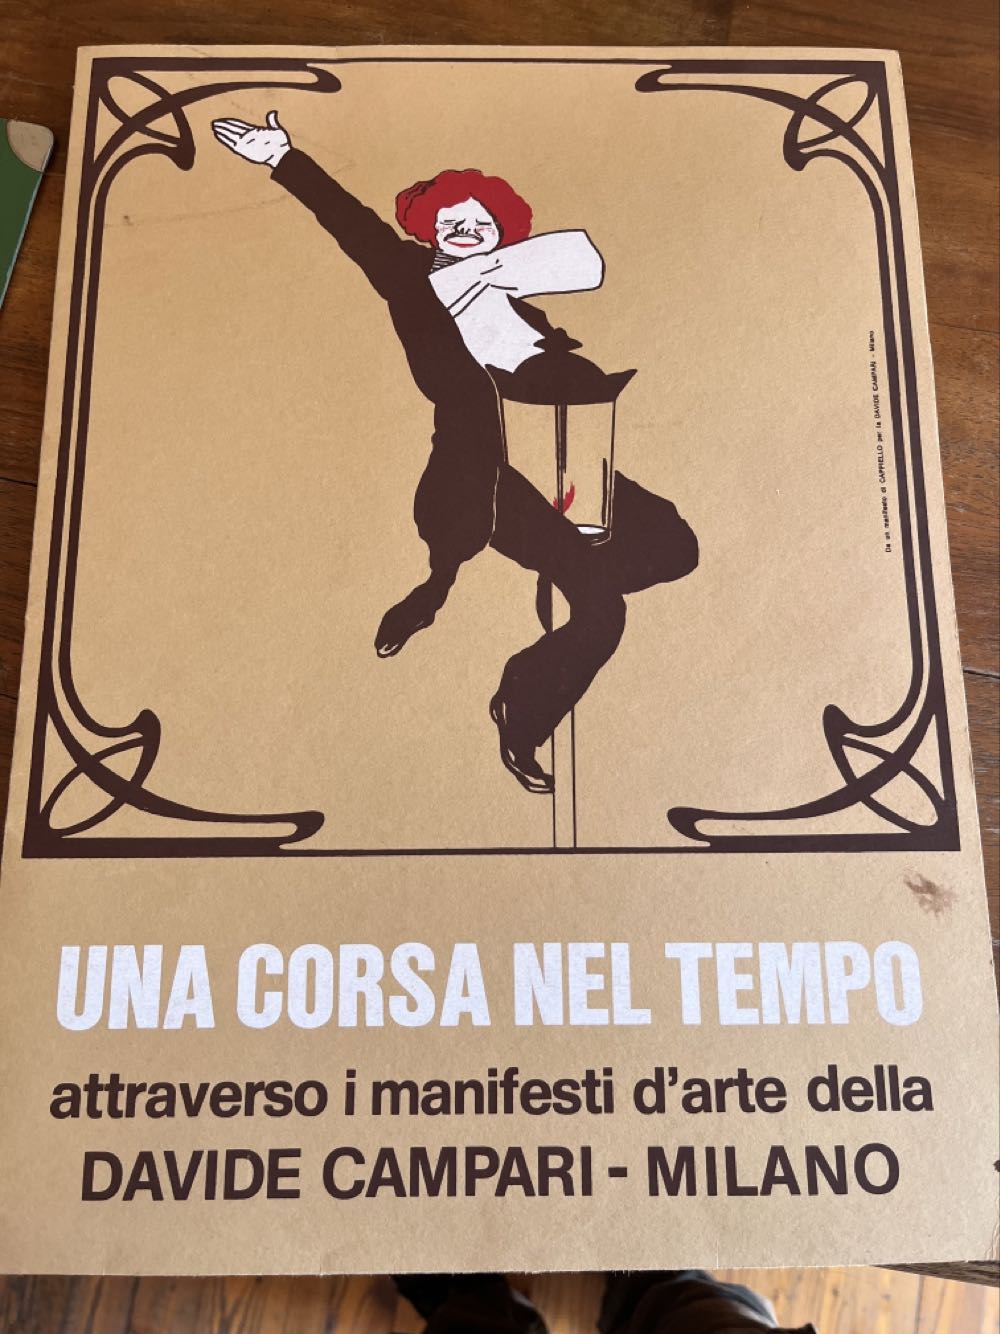 Da un manifesto di CAPPIELLO per la DAVIDE CAMPARI - Milano
UNA CORSA NEL TEMPO
attraverso i manifesti d'arte della
DAVIDE CAMPARI - MILANO